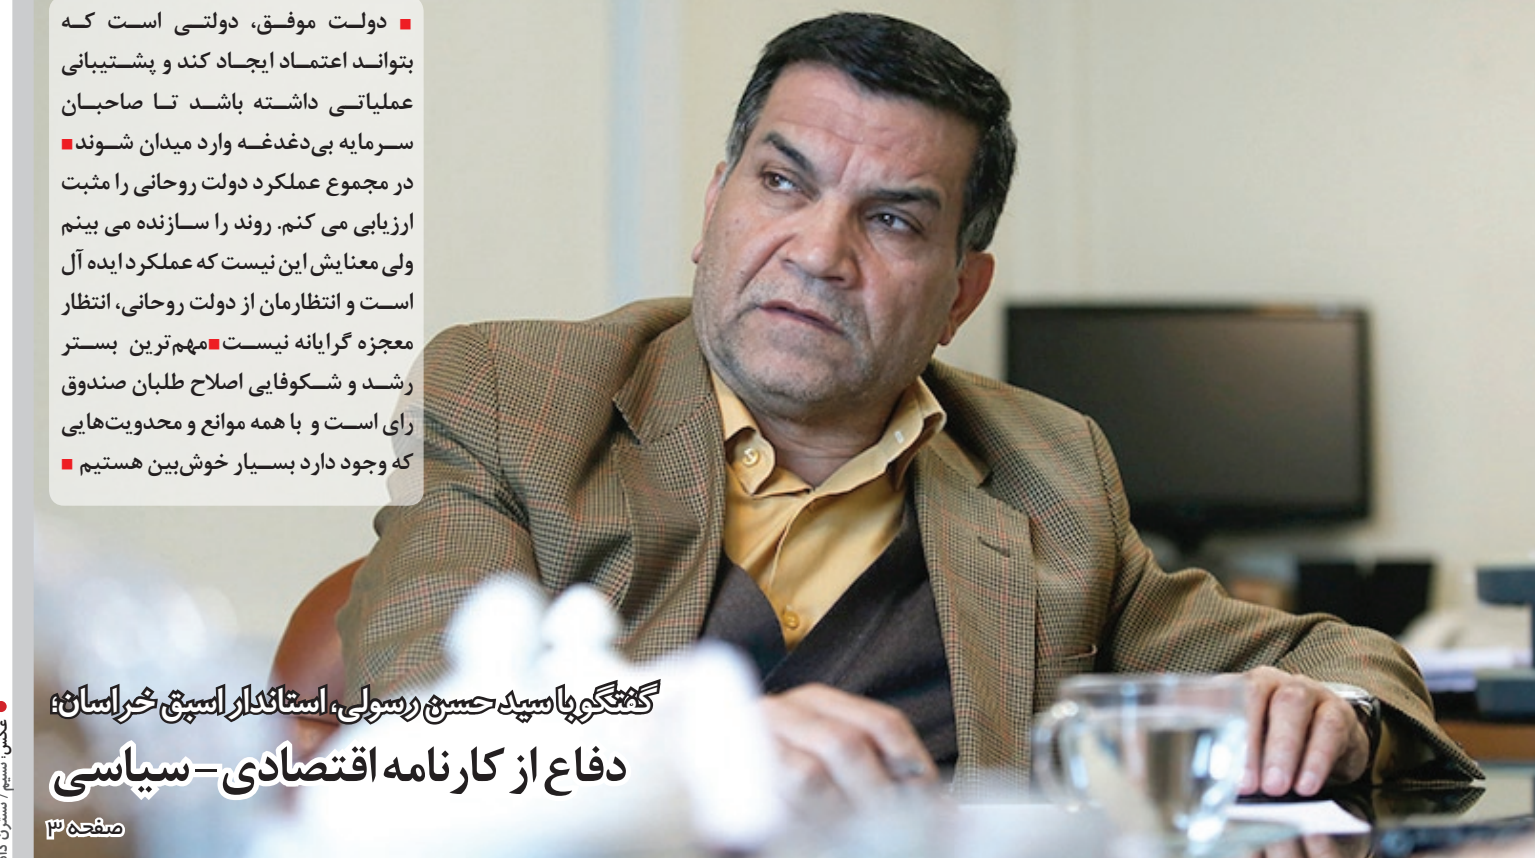 ■ دولت موفق، دولتی است که
بتواند اعتماد ایجاد کند و پشتیبانی
عملیاتی داشته باشد تا صاحبان
سرمایه بی‌دغدغه وارد میدان شوند■
در مجموع عملکرد دولت روحانی را مثبت
ارزیابی می کنم. روند را سازنده می بینم
ولی معنایش این نیست که عملکرد ایده آل
است و انتظارمان از دولت روحانی، انتظار
معجزه گرایانه نیست■مهم‌ترین بستر
رشد و شکوفایی اصلاح طلبان صندوق
رای است و با همه موانع و محدویت‌هایی
که وجود دارد بسیار خوش‌بین هستیم ■
گفتگو با سید حسن رسولی، استاندار اسبق خراسان؛
دفاع از کارنامه اقتصادی-سیاسی
صفحه ۳
عکس: نسیم / نسترن